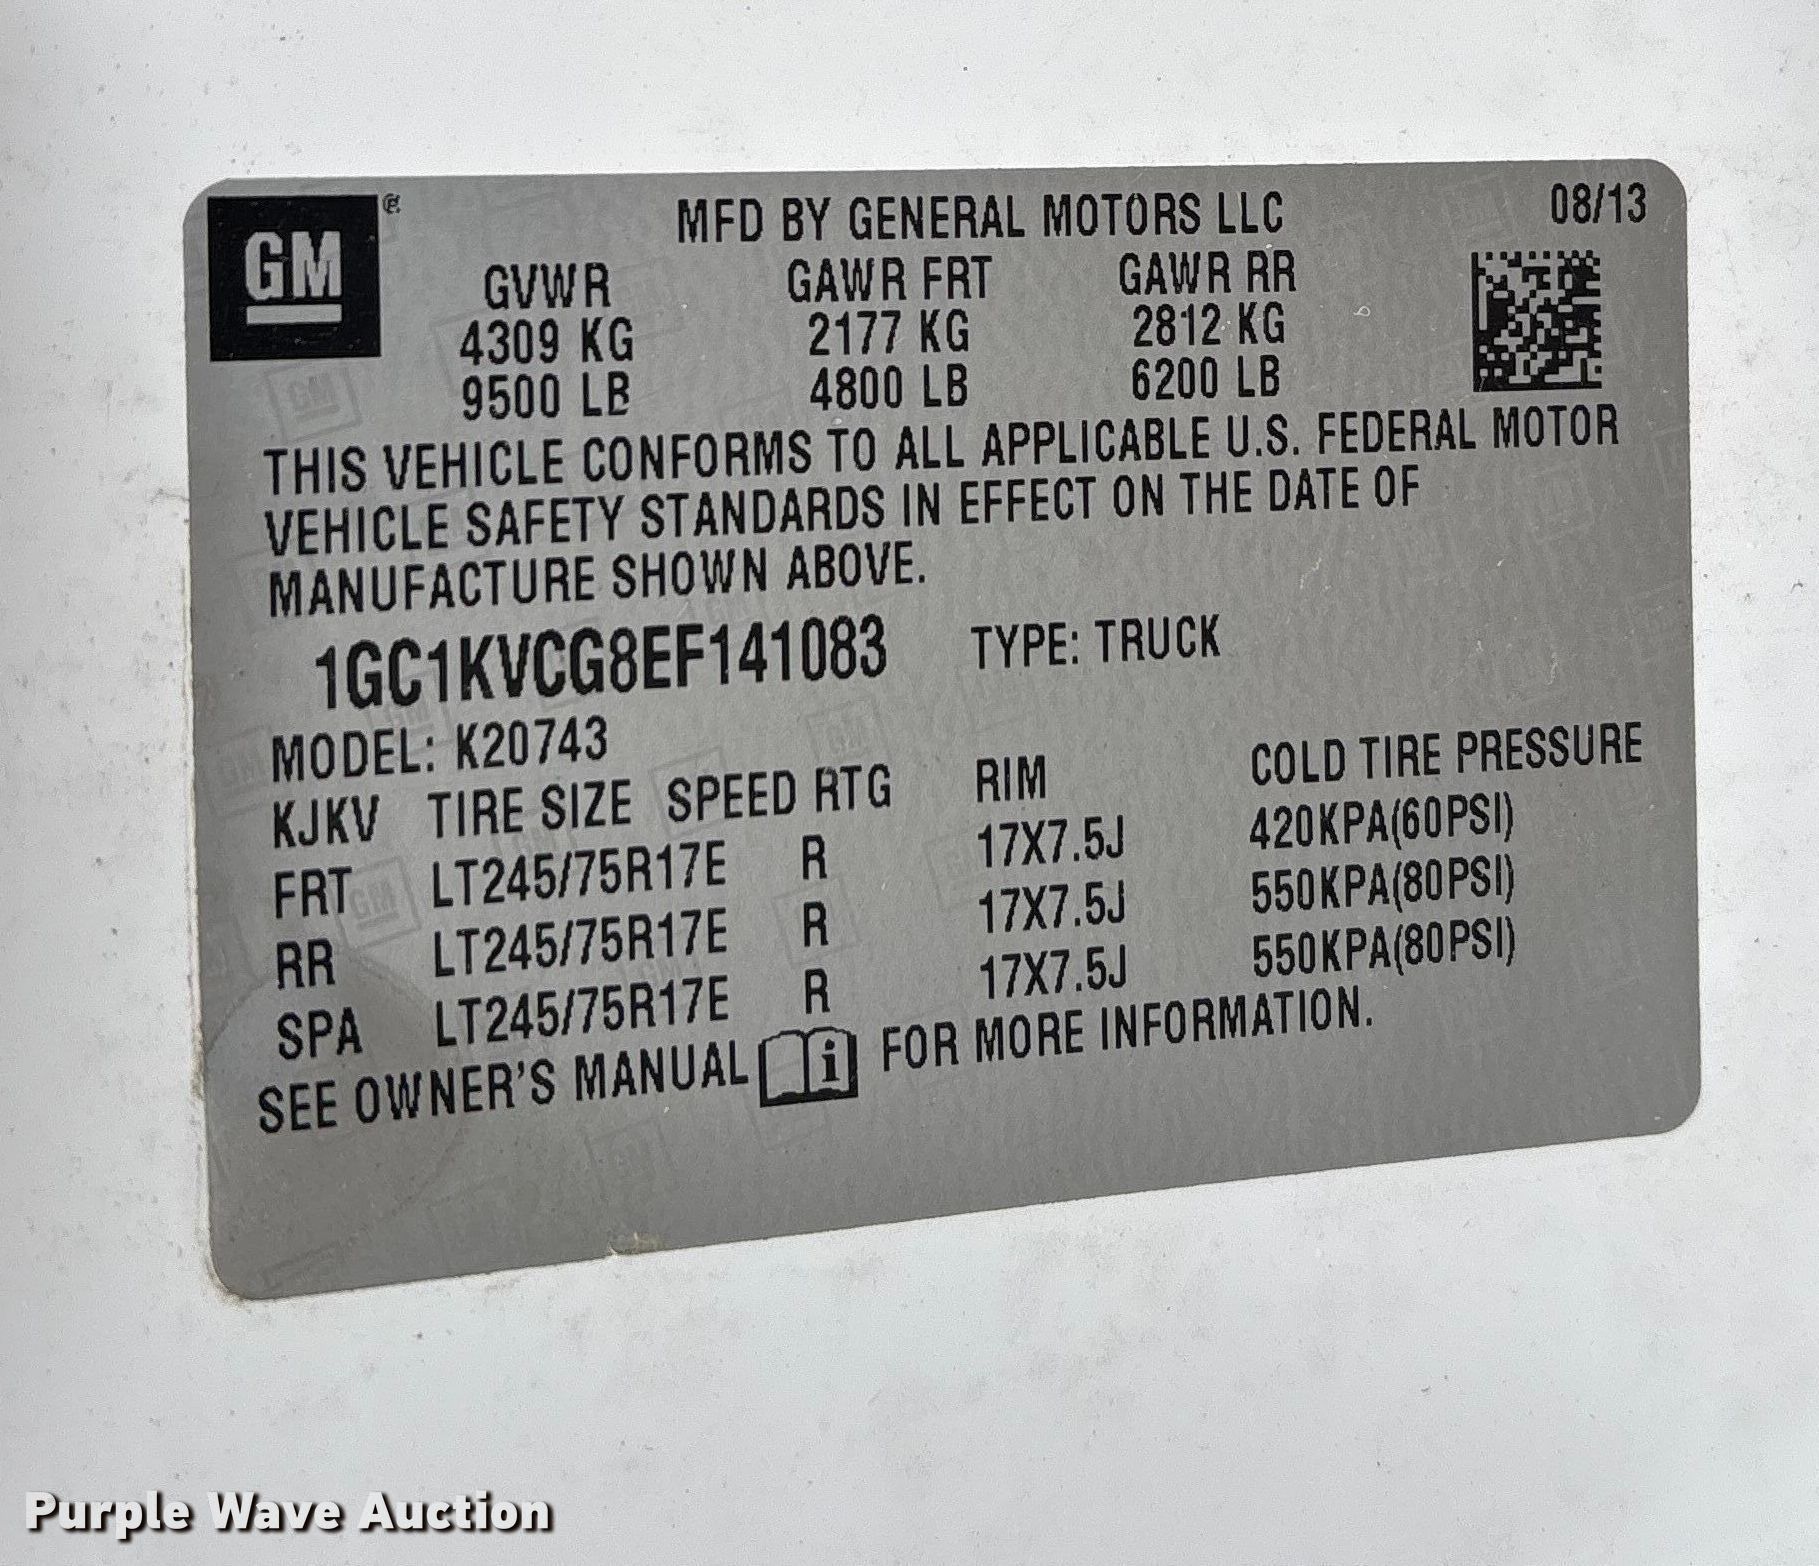 GM ®
MFD BY GENERAL MOTORS LLC 08/13
GVWR GAWR FRT GAWR RR
4309 KG 2177 KG 2812 KG
9500 LB 4800 LB 6200 LB
THIS VEHICLE CONFORMS TO ALL APPLICABLE U.S. FEDERAL MOTOR
VEHICLE SAFETY STANDARDS IN EFFECT ON THE DATE OF
MANUFACTURE SHOWN ABOVE.
1GC1KVCG8EF141083 TYPE: TRUCK
MODEL: K20743
KJKV TIRE SIZE SPEED RTG RIM COLD TIRE PRESSURE
FRT LT245/75R17E R 17X7.5J 420KPA(60PSI)
RR LT245/75R17E R 17X7.5J 550KPA(80PSI)
SPA LT245/75R17E R 17X7.5J 550KPA(80PSI)
SEE OWNER'S MANUAL i FOR MORE INFORMATION.
Purple Wave Auction